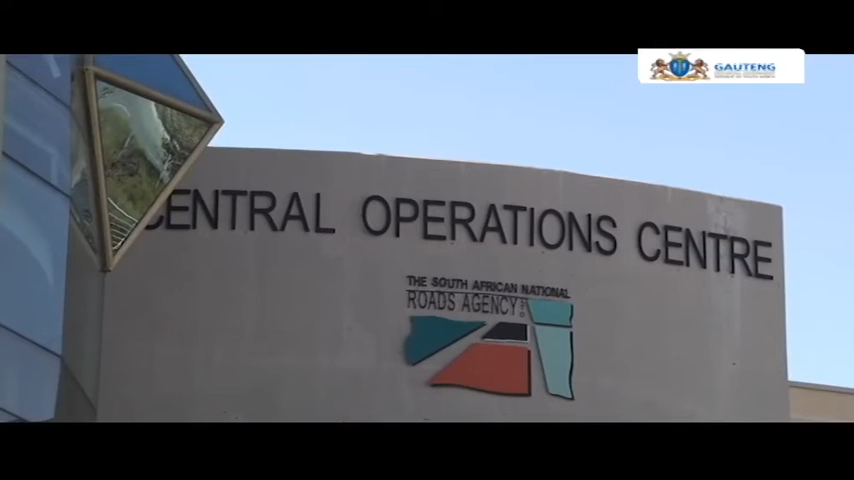 GAUTENG
CENTRAL OPERATIONS CENTRE
THE SOUTH AFRICAN NATIONAL
ROADS AGENCY